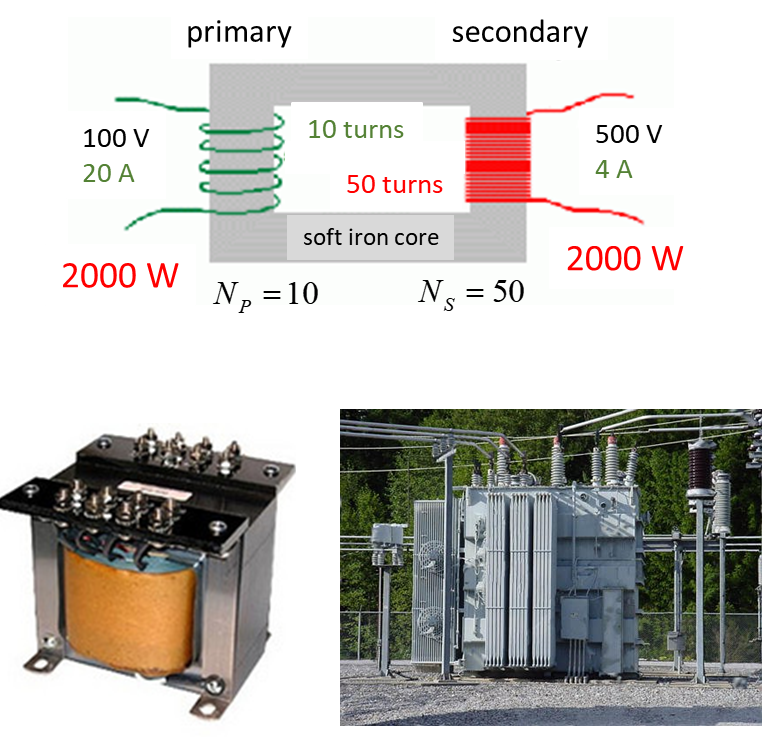 primary
secondary
100 V
20 A
10 turns
50 turns
500 V
4 A
soft iron core
2000 W
2000 W
N_P = 10
N_S = 50